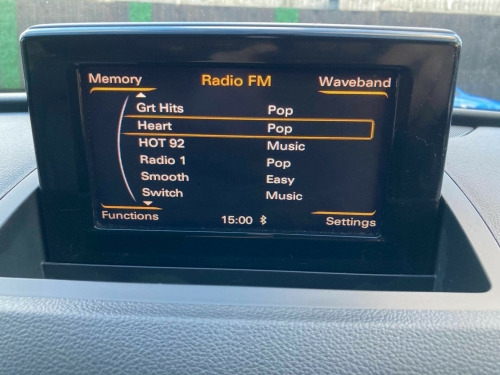 Memory Radio FM Waveband
Grt Hits Pop
Heart Pop
HOT 92 Music
Radio 1 Pop
Smooth Easy
Switch Music
Functions 15:00 Settings